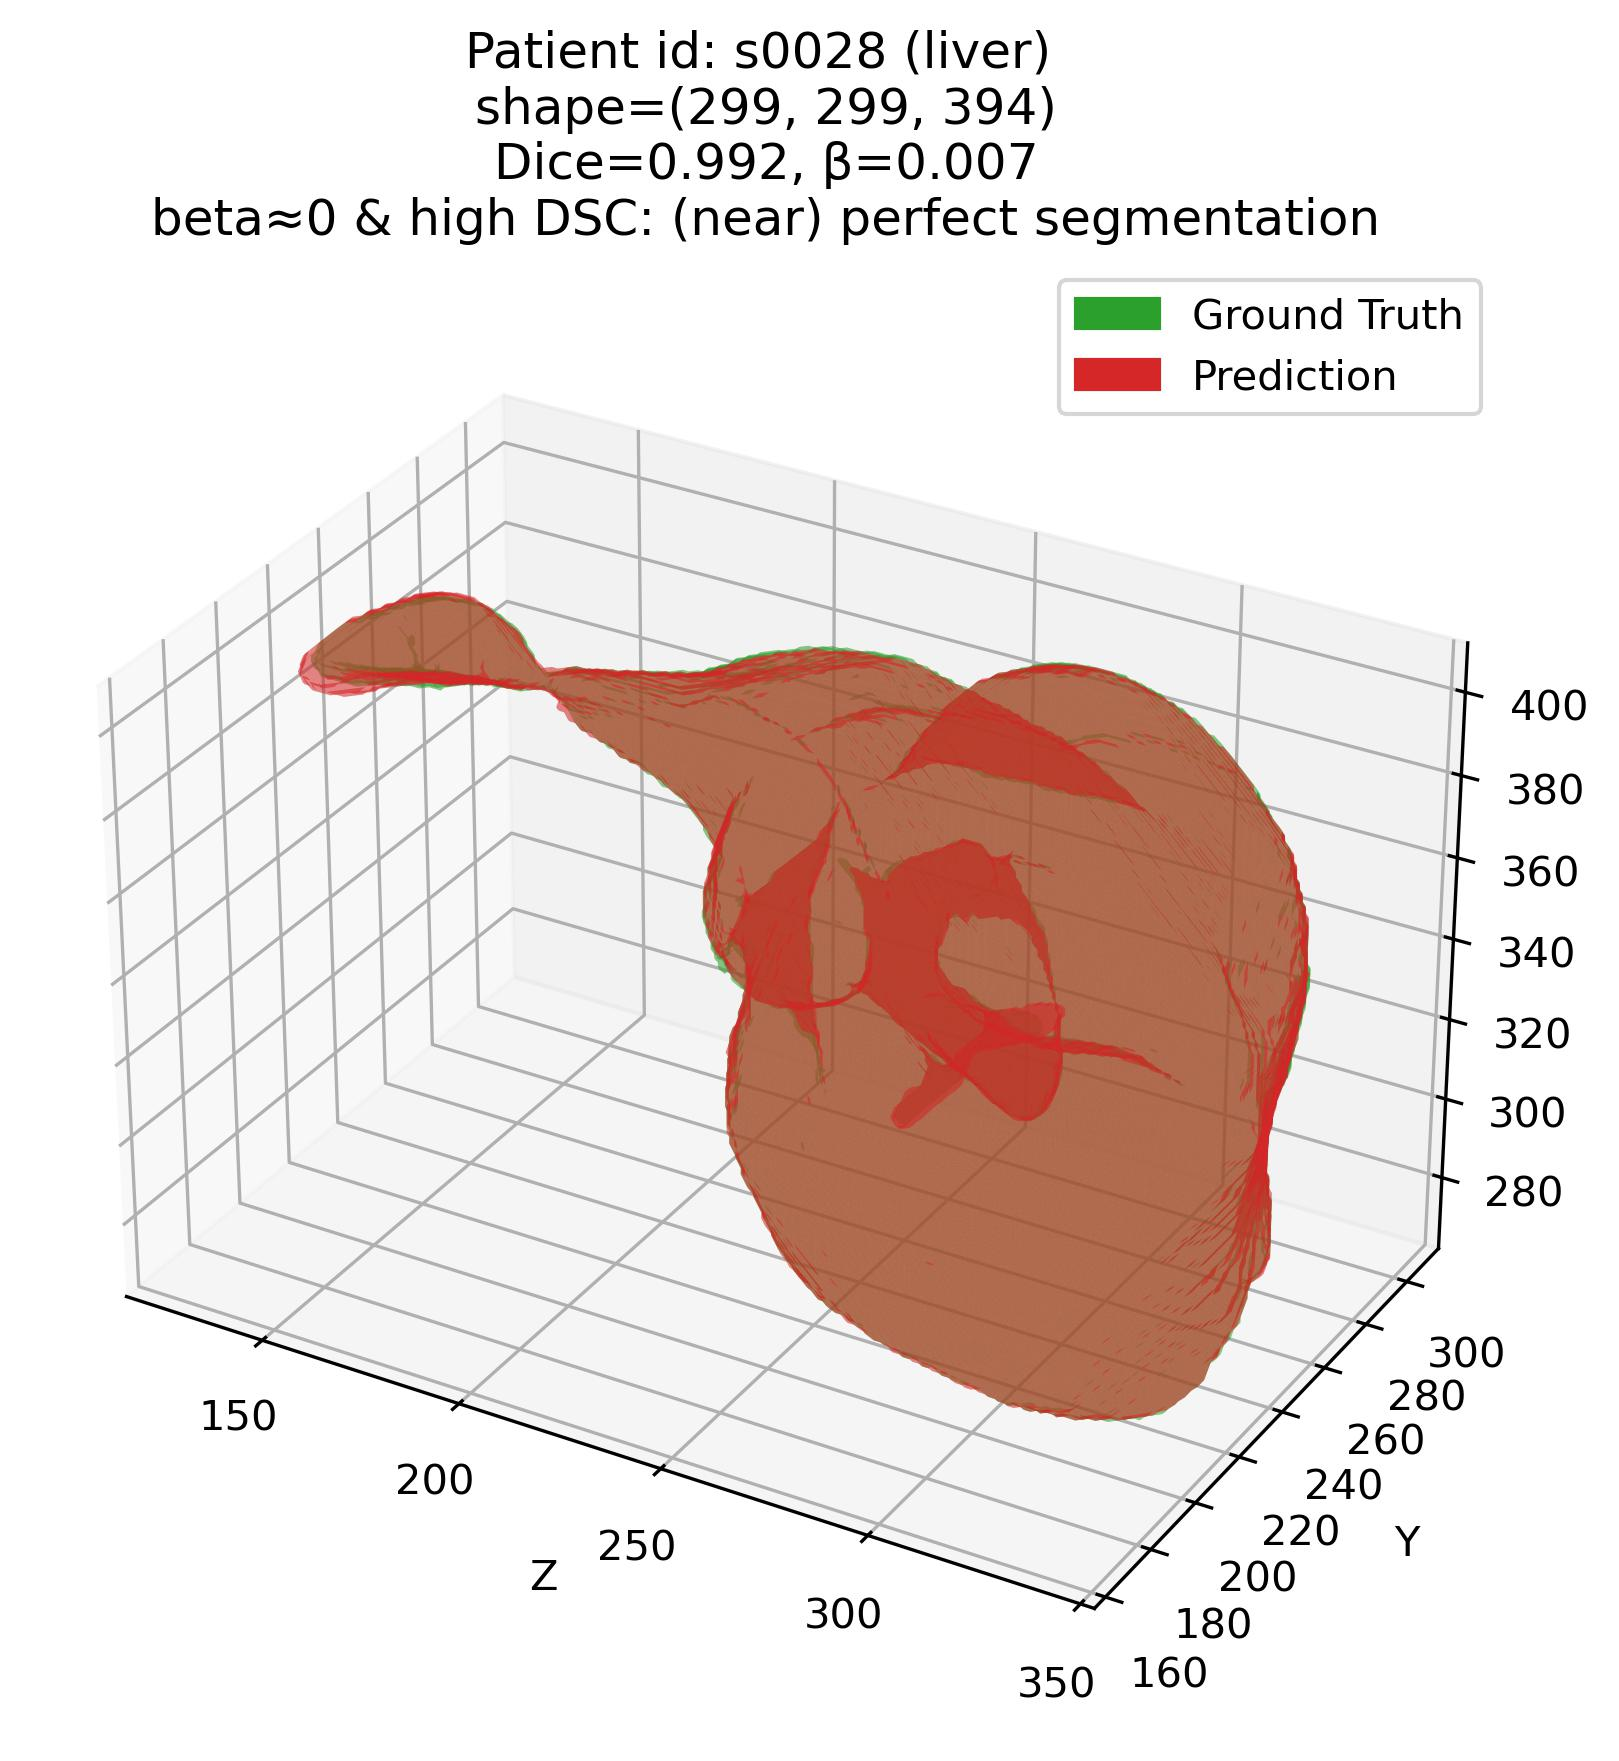 Patient id: s0028 (liver)
shape=(299, 299, 394)
Dice=0.992, β=0.007
beta≈0 & high DSC: (near) perfect segmentation
Ground Truth
Prediction
400
380
360
340
320
300
280
300
280
260
240
220
200
180
160
Y
150
200
250
300
350
Z